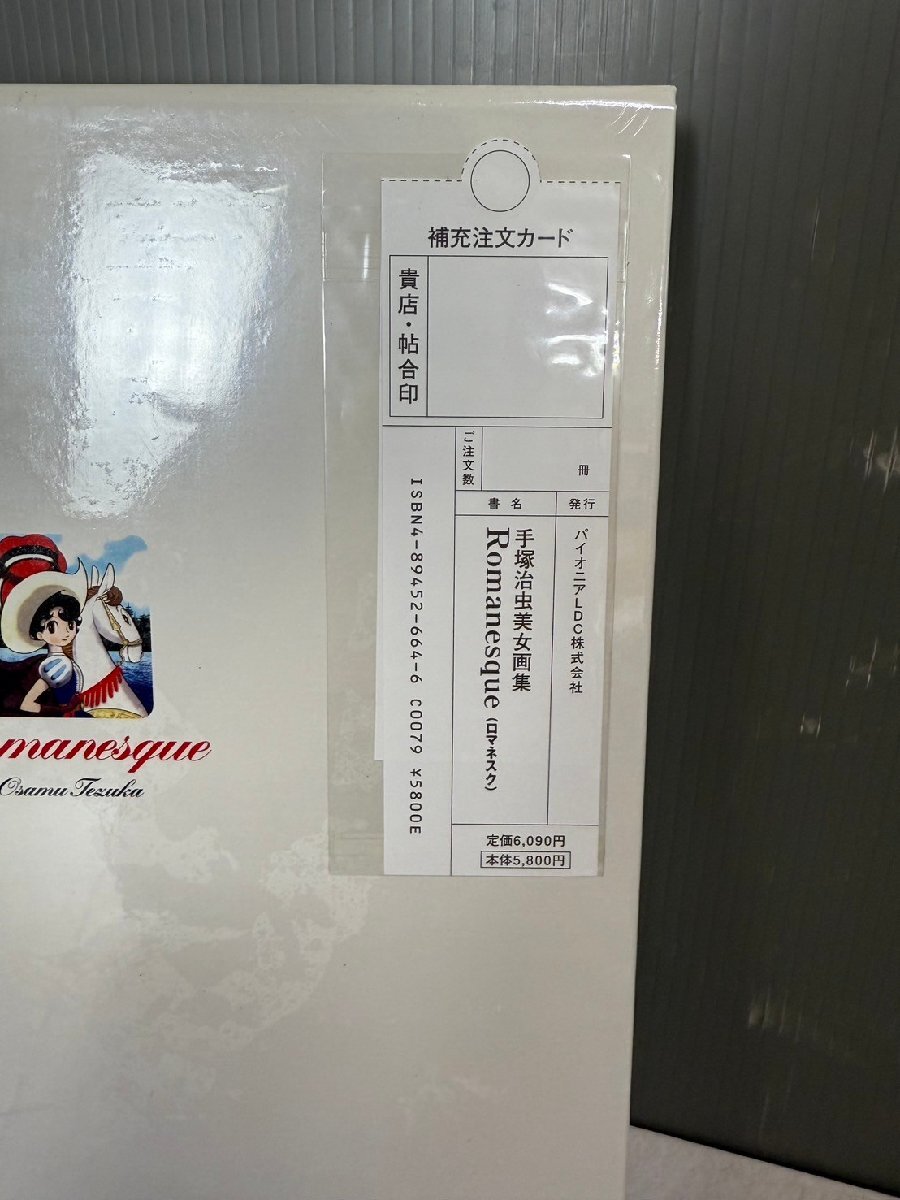 補充注文カード
貴店・帖合印
ご注文数
冊
書名
発行
パイオニアLDC株式会社
手塚治虫美女画集
Romanesque (ロマネスク)
ISBN4-89452-664-6 C0079 ¥5800E
定価6,090円
本体5,800円
manesque
Osamu Tezuka